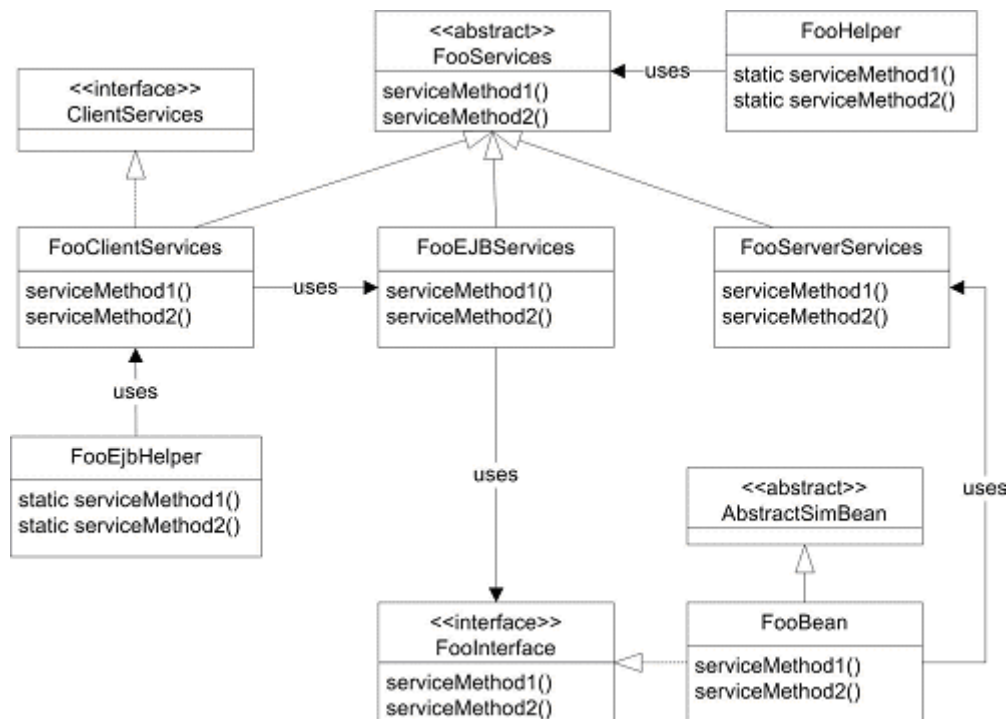 <<abstract>>
FooServices
serviceMethod1()
serviceMethod2()
uses
FooHelper
static serviceMethod1()
static serviceMethod2()
<<interface>>
ClientServices
FooClientServices
serviceMethod1()
serviceMethod2()
uses
FooEJBServices
serviceMethod1()
serviceMethod2()
FooServerServices
serviceMethod1()
serviceMethod2()
uses
FooEjbHelper
static serviceMethod1()
static serviceMethod2()
uses
<<abstract>>
AbstractSimBean
uses
<<interface>>
FooInterface
serviceMethod1()
serviceMethod2()
FooBean
serviceMethod1()
serviceMethod2()